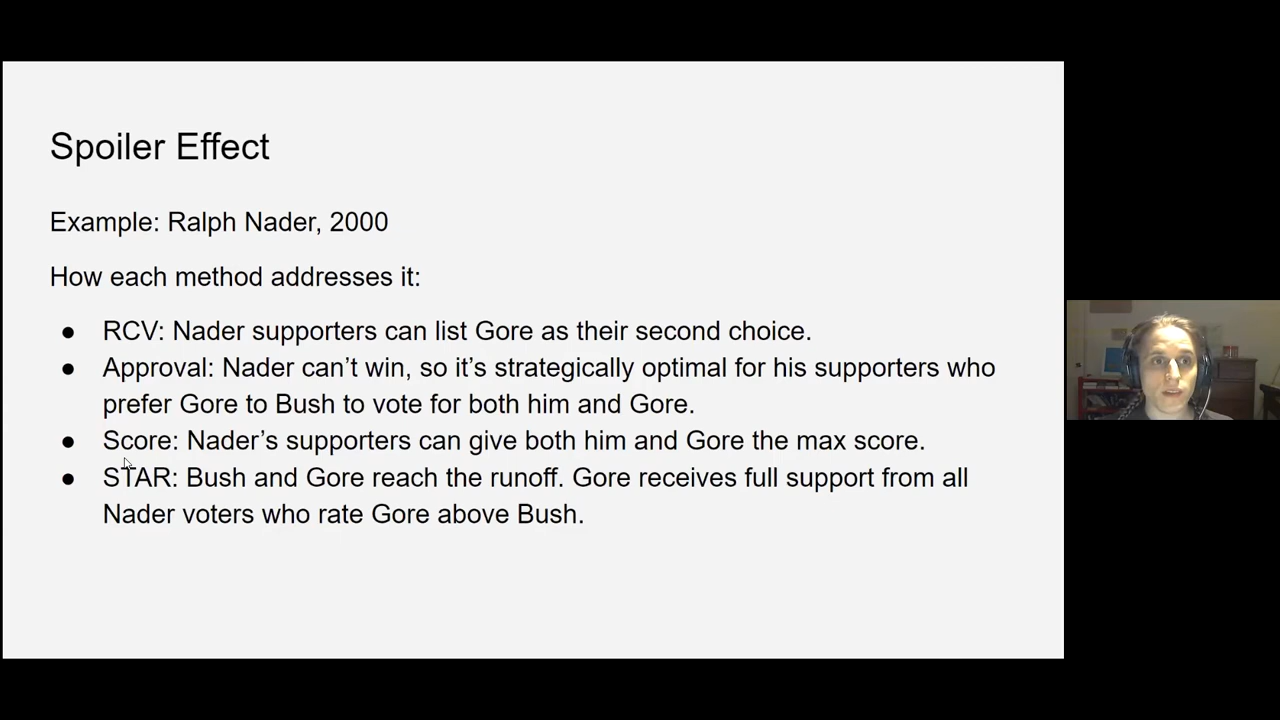 Spoiler Effect
Example: Ralph Nader, 2000
How each method addresses it:
● RCV: Nader supporters can list Gore as their second choice.
● Approval: Nader can’t win, so it’s strategically optimal for his supporters who
prefer Gore to Bush to vote for both him and Gore.
● Score: Nader’s supporters can give both him and Gore the max score.
● STAR: Bush and Gore reach the runoff. Gore receives full support from all
Nader voters who rate Gore above Bush.